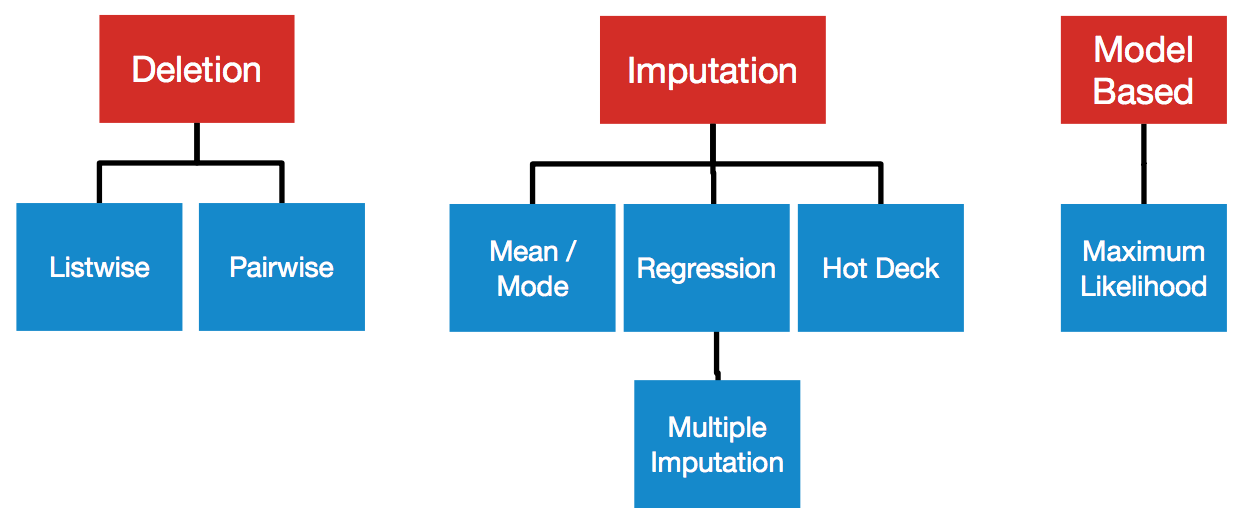 Deletion
Imputation
Model
Based
Listwise
Pairwise
Mean /
Mode
Regression
Hot Deck
Maximum
Likelihood
Multiple
Imputation